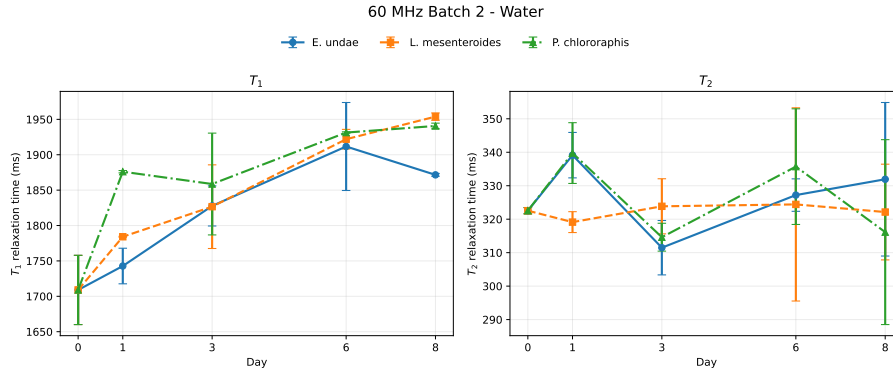 60 MHz Batch 2 - Water
E. undae L. mesenteroides P. chlororaphis
T₁
T₁ relaxation time (ms)
1950
1900
1850
1800
1750
1700
1650
0 1 3 6 8
Day
T₂
T₂ relaxation time (ms)
350
340
330
320
310
300
290
0 1 3 6 8
Day